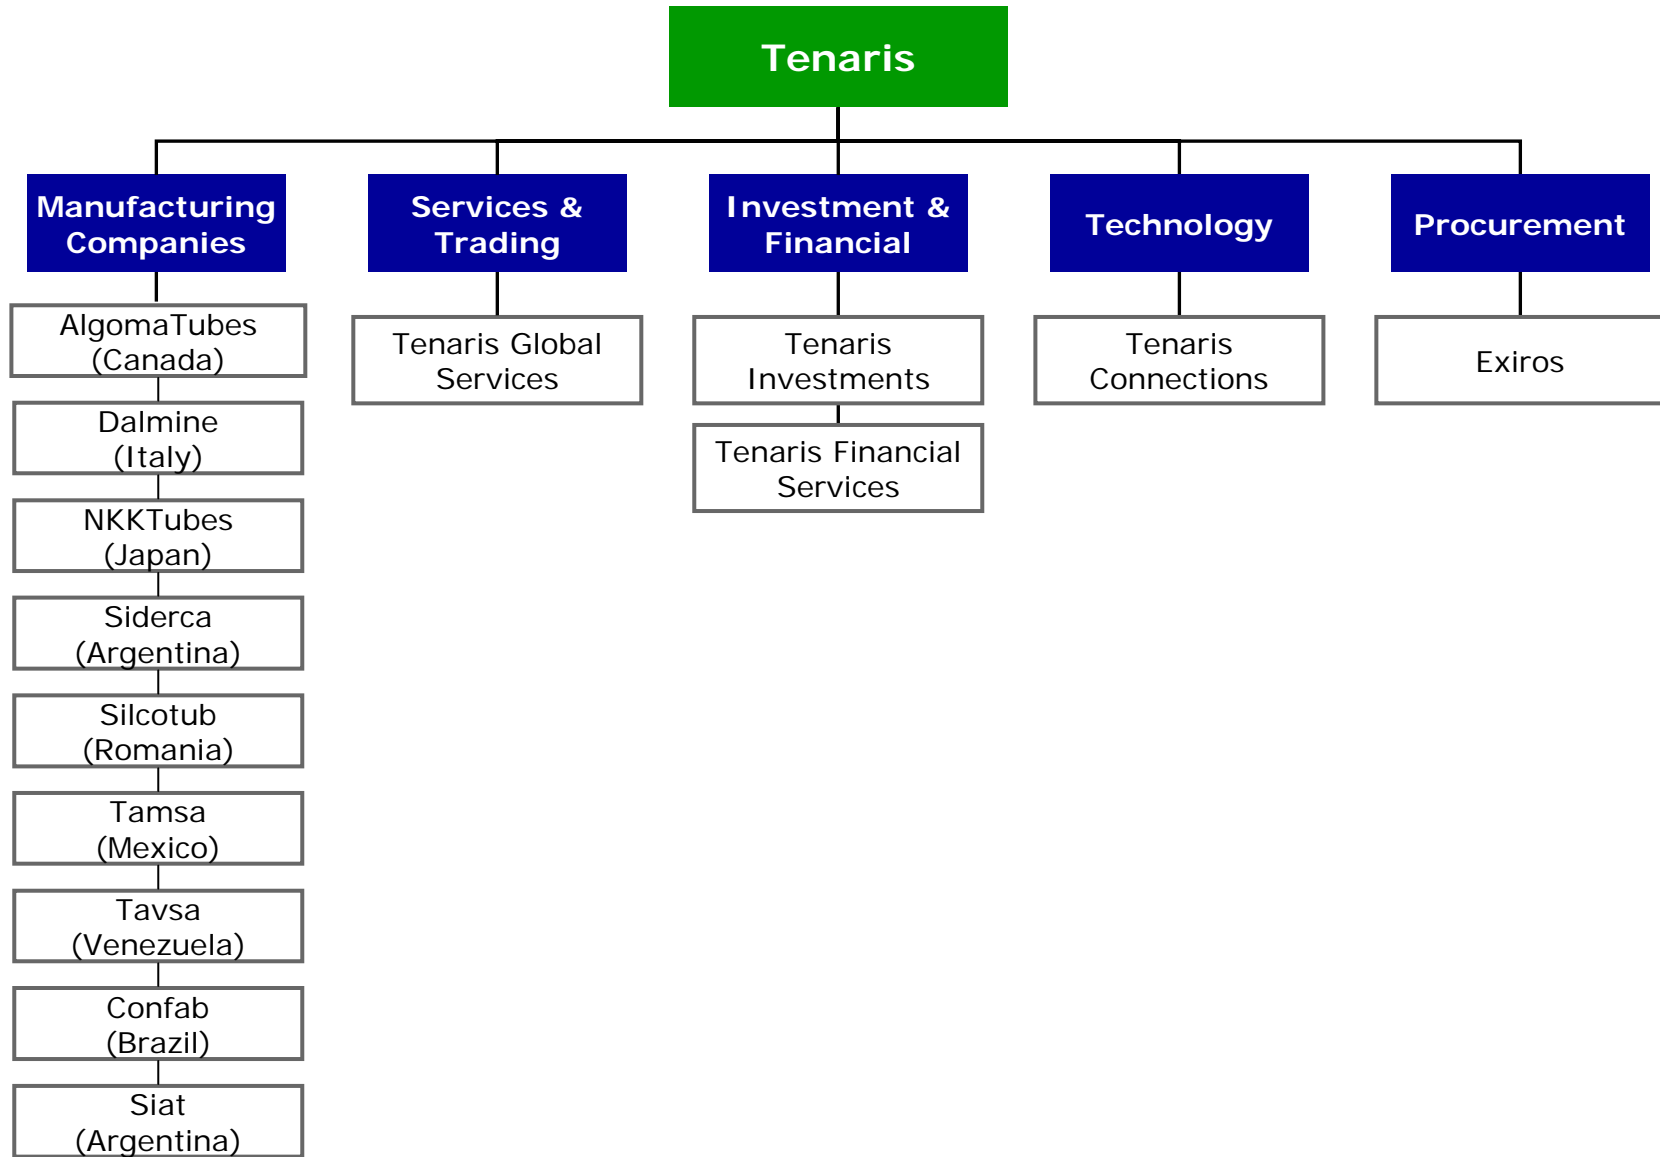 Tenaris
Manufacturing
Companies
Services &
Trading
Investment &
Financial
Technology
Procurement
AlgomaTubes
(Canada)
Dalmine
(Italy)
NKKTubes
(Japan)
Siderca
(Argentina)
Silcotub
(Romania)
Tamsa
(Mexico)
Tavsa
(Venezuela)
Confab
(Brazil)
Siat
(Argentina)
Tenaris Global
Services
Tenaris
Investments
Tenaris Financial
Services
Tenaris
Connections
Exiros